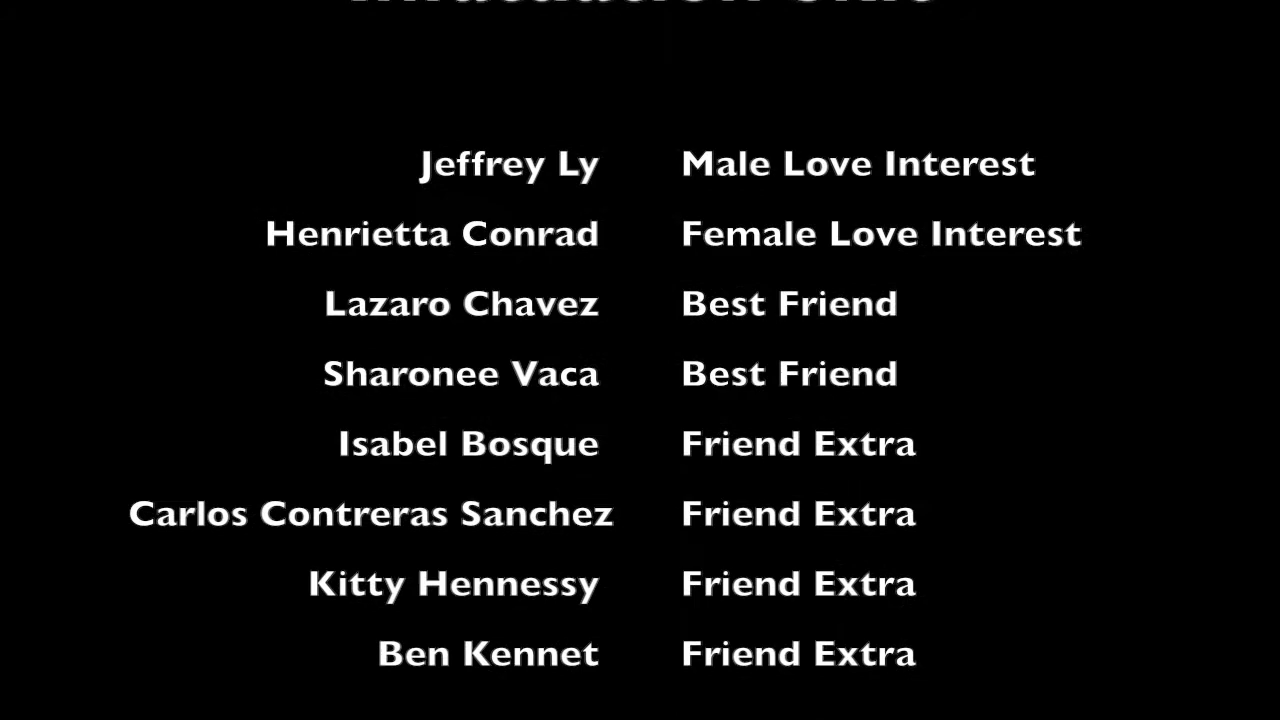 Jeffrey Ly Male Love Interest
Henrietta Conrad Female Love Interest
Lazaro Chavez Best Friend
Sharonee Vaca Best Friend
Isabel Bosque Friend Extra
Carlos Contreras Sanchez Friend Extra
Kitty Hennessy Friend Extra
Ben Kennet Friend Extra